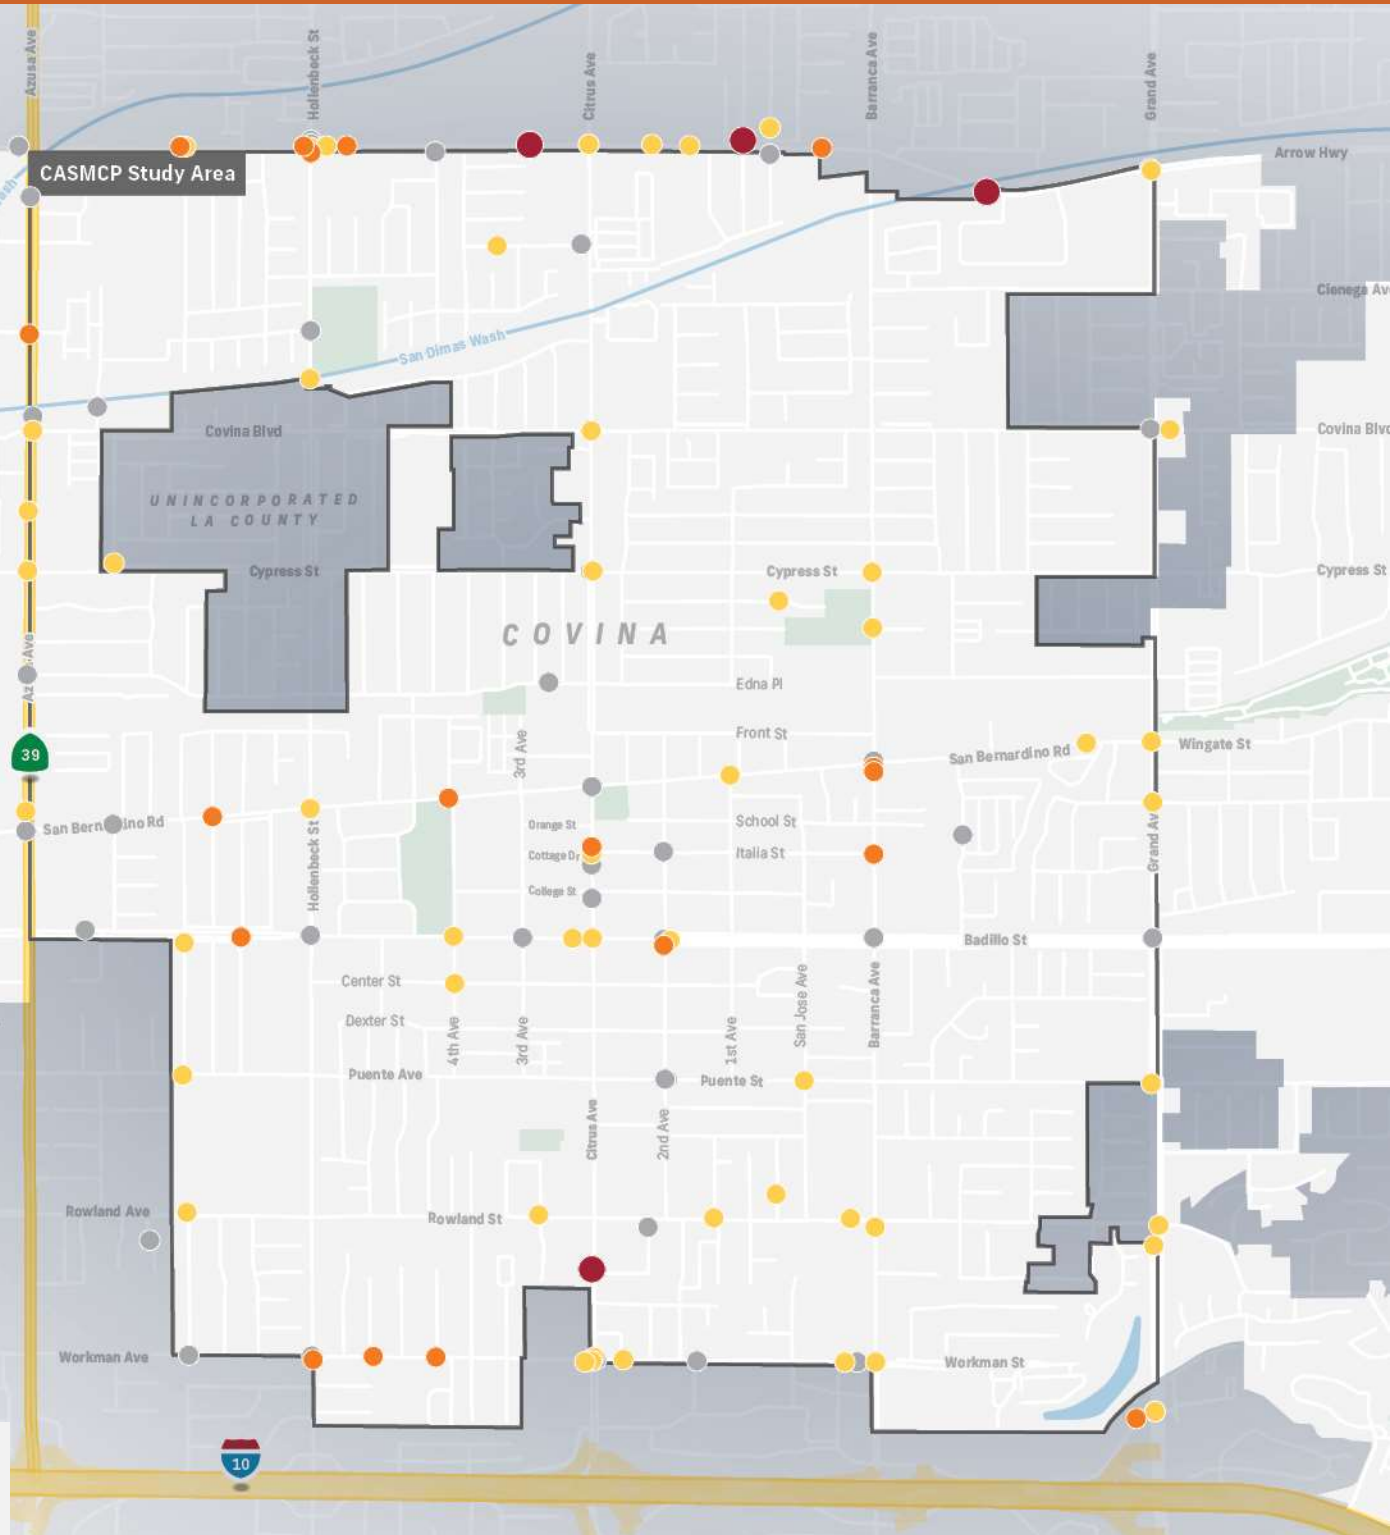 Azusa Ave
Hollenbeck St
Citrus Ave
Barranca Ave
Grand Ave
Arrow Hwy
CASMCP Study Area
Cienega Av
San Dimas Wash
Covina Blvd
Covina Blvd
UNINCORPORATED
LA COUNTY
Cypress St
Cypress St
Cypress St
COVINA
Edna Pl
Front St
3rd Ave
39
San Bernardino Rd
Wingate St
San Bern
ino Rd
Hollenbeck St
Orange St
School St
Cottage Dr
Italia St
Grand Av
College St
Badillo St
Center St
Dexter St
4th Ave
3rd Ave
1st Ave
San Jose Ave
Barranca Ave
Puente Ave
Puente St
Citrus Ave
2nd Ave
Rowland Ave
Rowland St
Workman Ave
Workman St
10